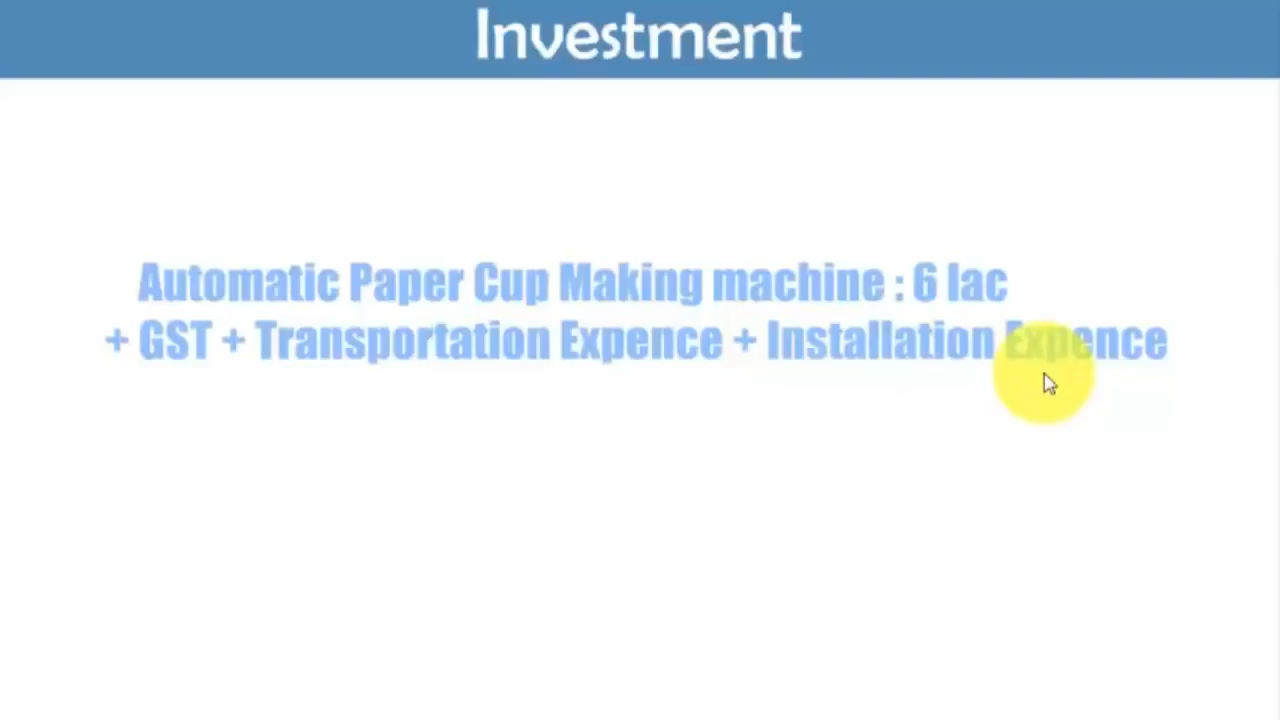 Investment
Automatic Paper Cup Making machine : 6 lac
+ GST + Transportation Expence + Installation Expence